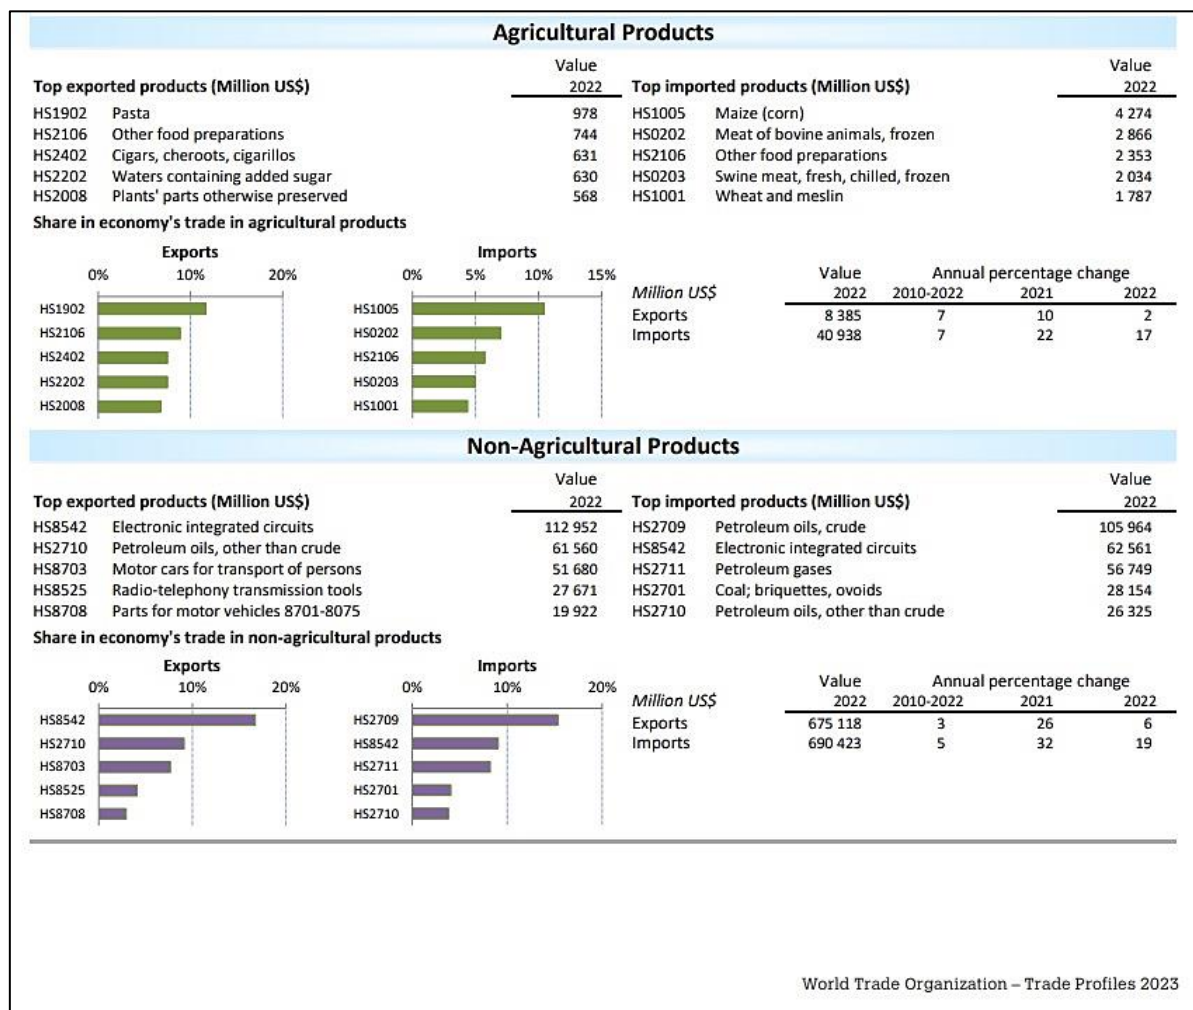 Agricultural Products
Value
Top exported products (Million US$) 2022
HS1902 Pasta 978
HS2106 Other food preparations 744
HS2402 Cigars, cheroots, cigarillos 631
HS2202 Waters containing added sugar 630
HS2008 Plants' parts otherwise preserved 568
Value
Top imported products (Million US$) 2022
HS1005 Maize (corn) 4 274
HS0202 Meat of bovine animals, frozen 2 866
HS2106 Other food preparations 2 353
HS0203 Swine meat, fresh, chilled, frozen 2 034
HS1001 Wheat and meslin 1 787
Share in economy's trade in agricultural products
Exports
0% 10% 20%
HS1902
HS2106
HS2402
HS2202
HS2008
Imports
0% 5% 10% 15%
HS1005
HS0202
HS2106
HS0203
HS1001
Value Annual percentage change
Million US$ 2022 2010-2022 2021 2022
Exports 8 385 7 10 2
Imports 40 938 7 22 17
Non-Agricultural Products
Value
Top exported products (Million US$) 2022
HS8542 Electronic integrated circuits 112 952
HS2710 Petroleum oils, other than crude 61 560
HS8703 Motor cars for transport of persons 51 680
HS8525 Radio-telephony transmission tools 27 671
HS8708 Parts for motor vehicles 8701-8075 19 922
Value
Top imported products (Million US$) 2022
HS2709 Petroleum oils, crude 105 964
HS8542 Electronic integrated circuits 62 561
HS2711 Petroleum gases 56 749
HS2701 Coal; briquettes, ovoids 28 154
HS2710 Petroleum oils, other than crude 26 325
Share in economy's trade in non-agricultural products
Exports
0% 10% 20%
HS8542
HS2710
HS8703
HS8525
HS8708
Imports
0% 10% 20%
HS2709
HS8542
HS2711
HS2701
HS2710
Value Annual percentage change
Million US$ 2022 2010-2022 2021 2022
Exports 675 118 3 26 6
Imports 690 423 5 32 19
World Trade Organization – Trade Profiles 2023